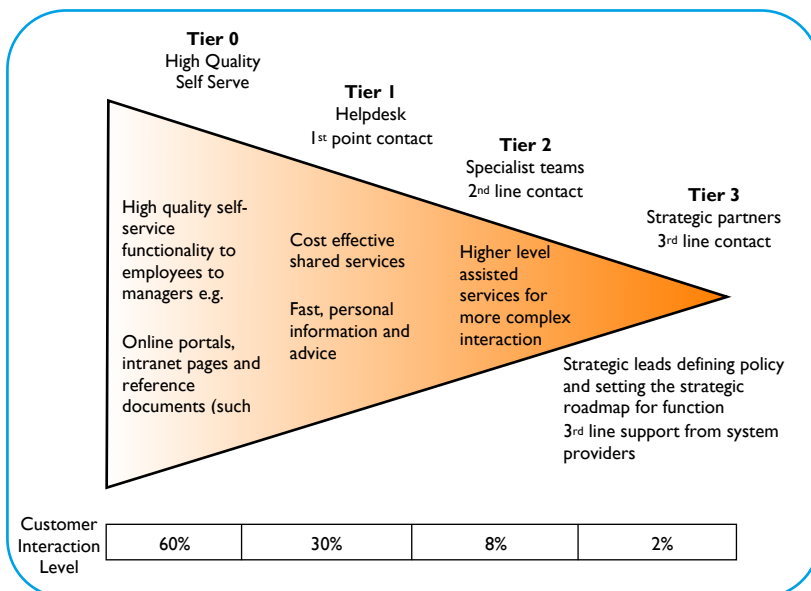 Tier 0
High Quality
Self Serve
Tier 1
Helpdesk
1st point contact
Tier 2
Specialist teams
2nd line contact
Tier 3
Strategic partners
3rd line contact
High quality self-
service
functionality to
employees to
managers e.g.
Online portals,
intranet pages and
reference
documents (such
Cost effective
shared services
Fast, personal
information and
advice
Higher level
assisted
services for
more complex
interaction
Strategic leads defining policy
and setting the strategic
roadmap for function
3rd line support from system
providers
Customer
Interaction
Level
60%
30%
8%
2%